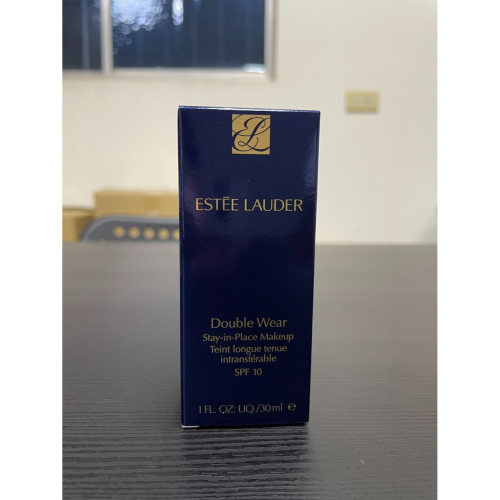 EL
ESTĒE LAUDER
Double Wear
Stay-in-Place Makeup
Teint longue tenue
intransférable
SPF 10
1 FL. OZ. LIQ./30ml ℮